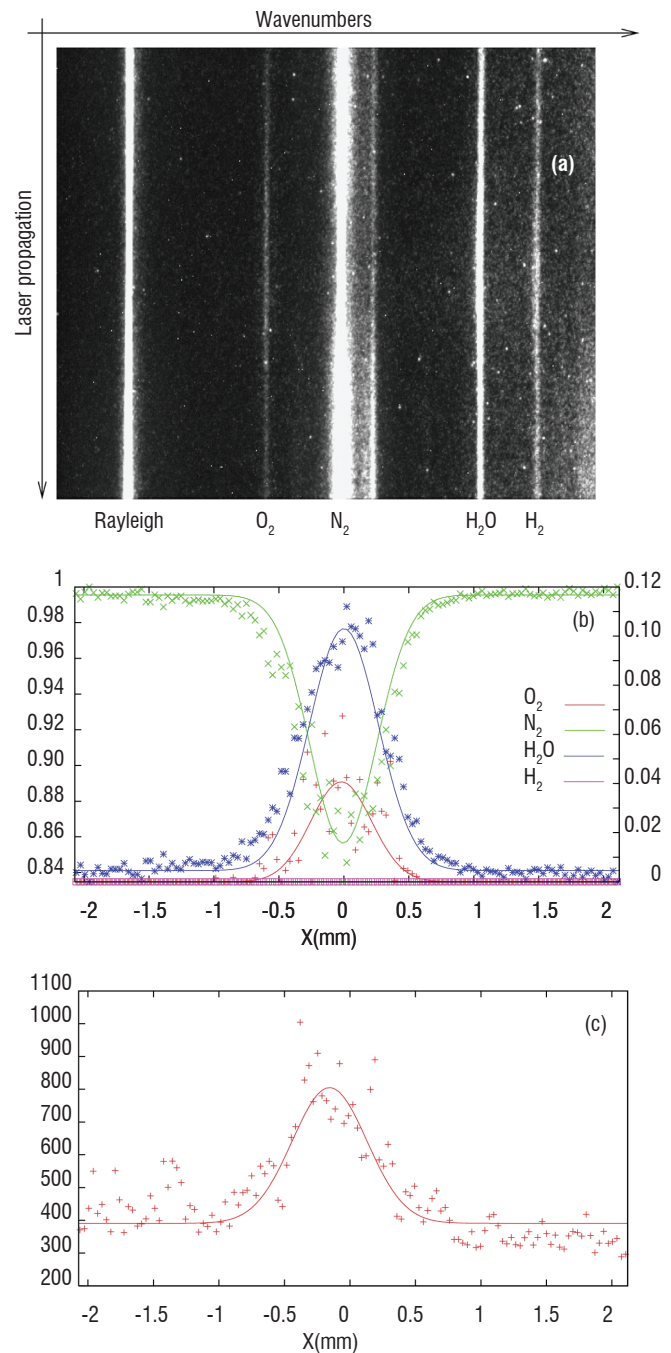 Wavenumbers
Laser propagation
(a)
Rayleigh O₂ N₂ H₂O H₂
1 0.12
0.98 0.10
0.96 0.08
0.94
0.92 0.06
0.90
0.88 0.04
0.86 0.02
0.84 0
(b)
O₂
N₂
H₂O
H₂
-2 -1.5 -1 -0.5 0 0.5 1 1.5 2
X(mm)
1100
1000
900
800
700
600
500
400
300
200
(c)
-2 -1.5 -1 -0.5 0 0.5 1 1.5 2
X(mm)